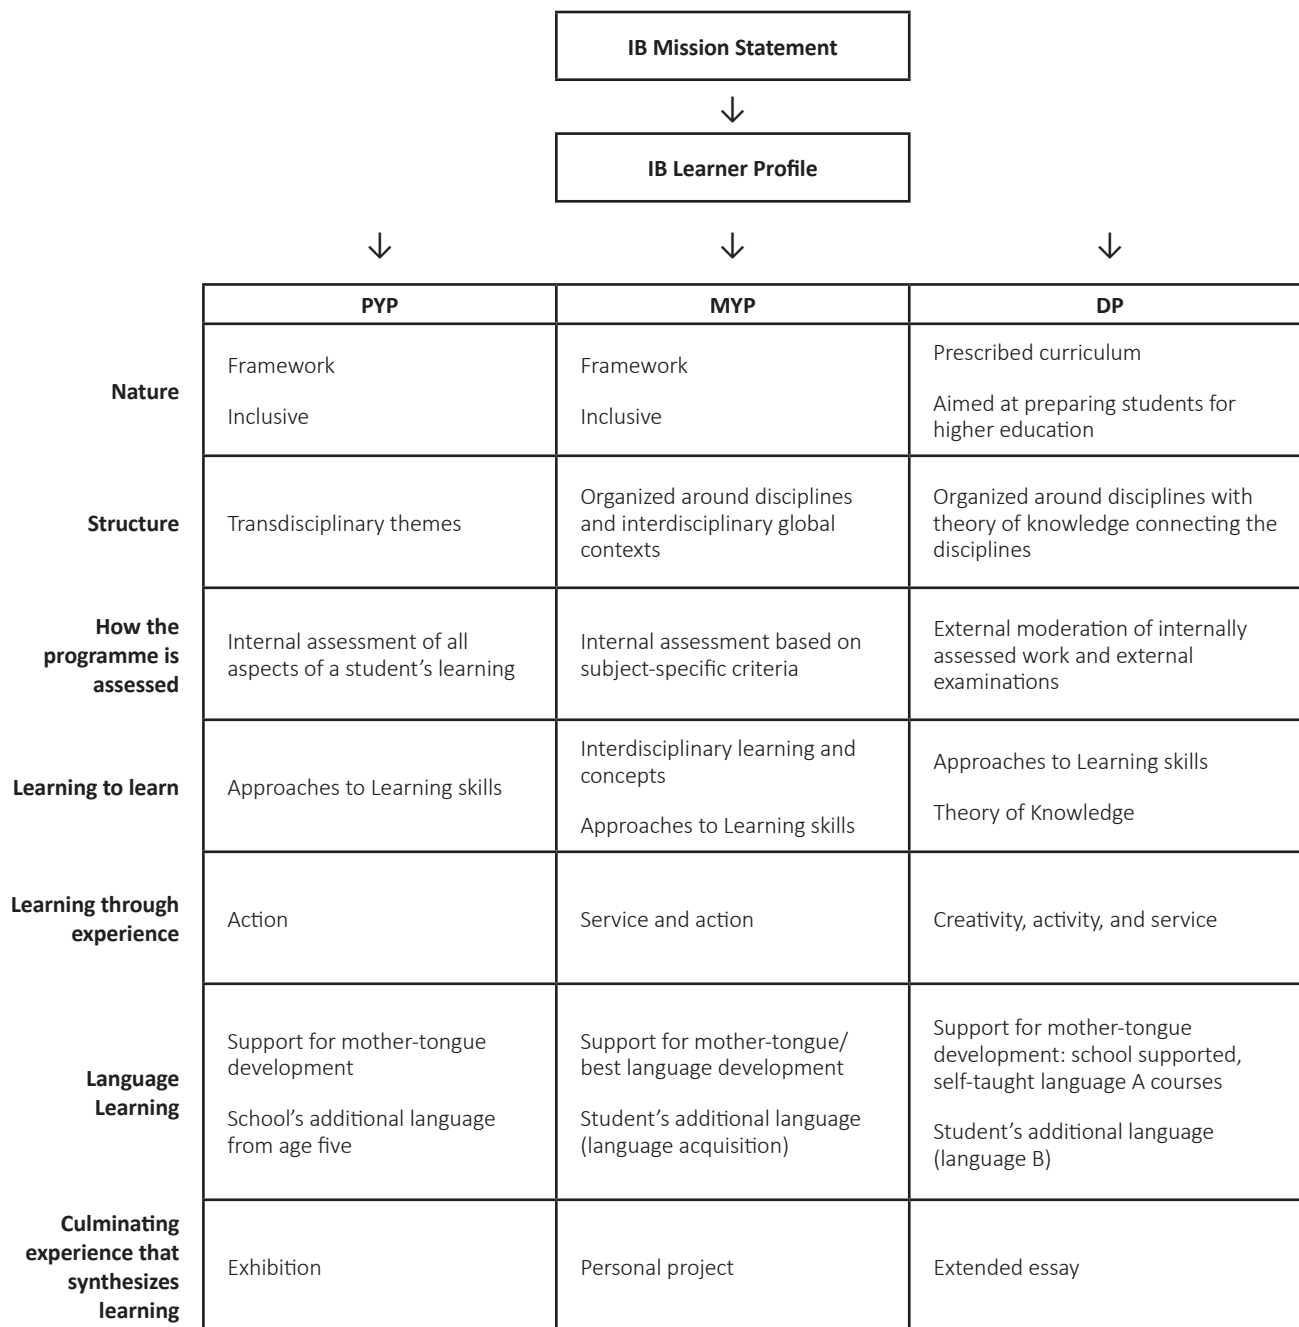 IB Mission Statement
IB Learner Profile
PYP
MYP
DP
Nature
Framework
Inclusive
Framework
Inclusive
Prescribed curriculum
Aimed at preparing students for
higher education
Structure
Transdisciplinary themes
Organized around disciplines
and interdisciplinary global
contexts
Organized around disciplines with
theory of knowledge connecting the
disciplines
How the
programme is
assessed
Internal assessment of all
aspects of a student’s learning
Internal assessment based on
subject-specific criteria
External moderation of internally
assessed work and external
examinations
Learning to learn
Approaches to Learning skills
Interdisciplinary learning and
concepts
Approaches to Learning skills
Approaches to Learning skills
Theory of Knowledge
Learning through
experience
Action
Service and action
Creativity, activity, and service
Language
Learning
Support for mother-tongue
development
School’s additional language
from age five
Support for mother-tongue/
best language development
Student’s additional language
(language acquisition)
Support for mother-tongue
development: school supported,
self-taught language A courses
Student’s additional language
(language B)
Culminating
experience that
synthesizes
learning
Exhibition
Personal project
Extended essay